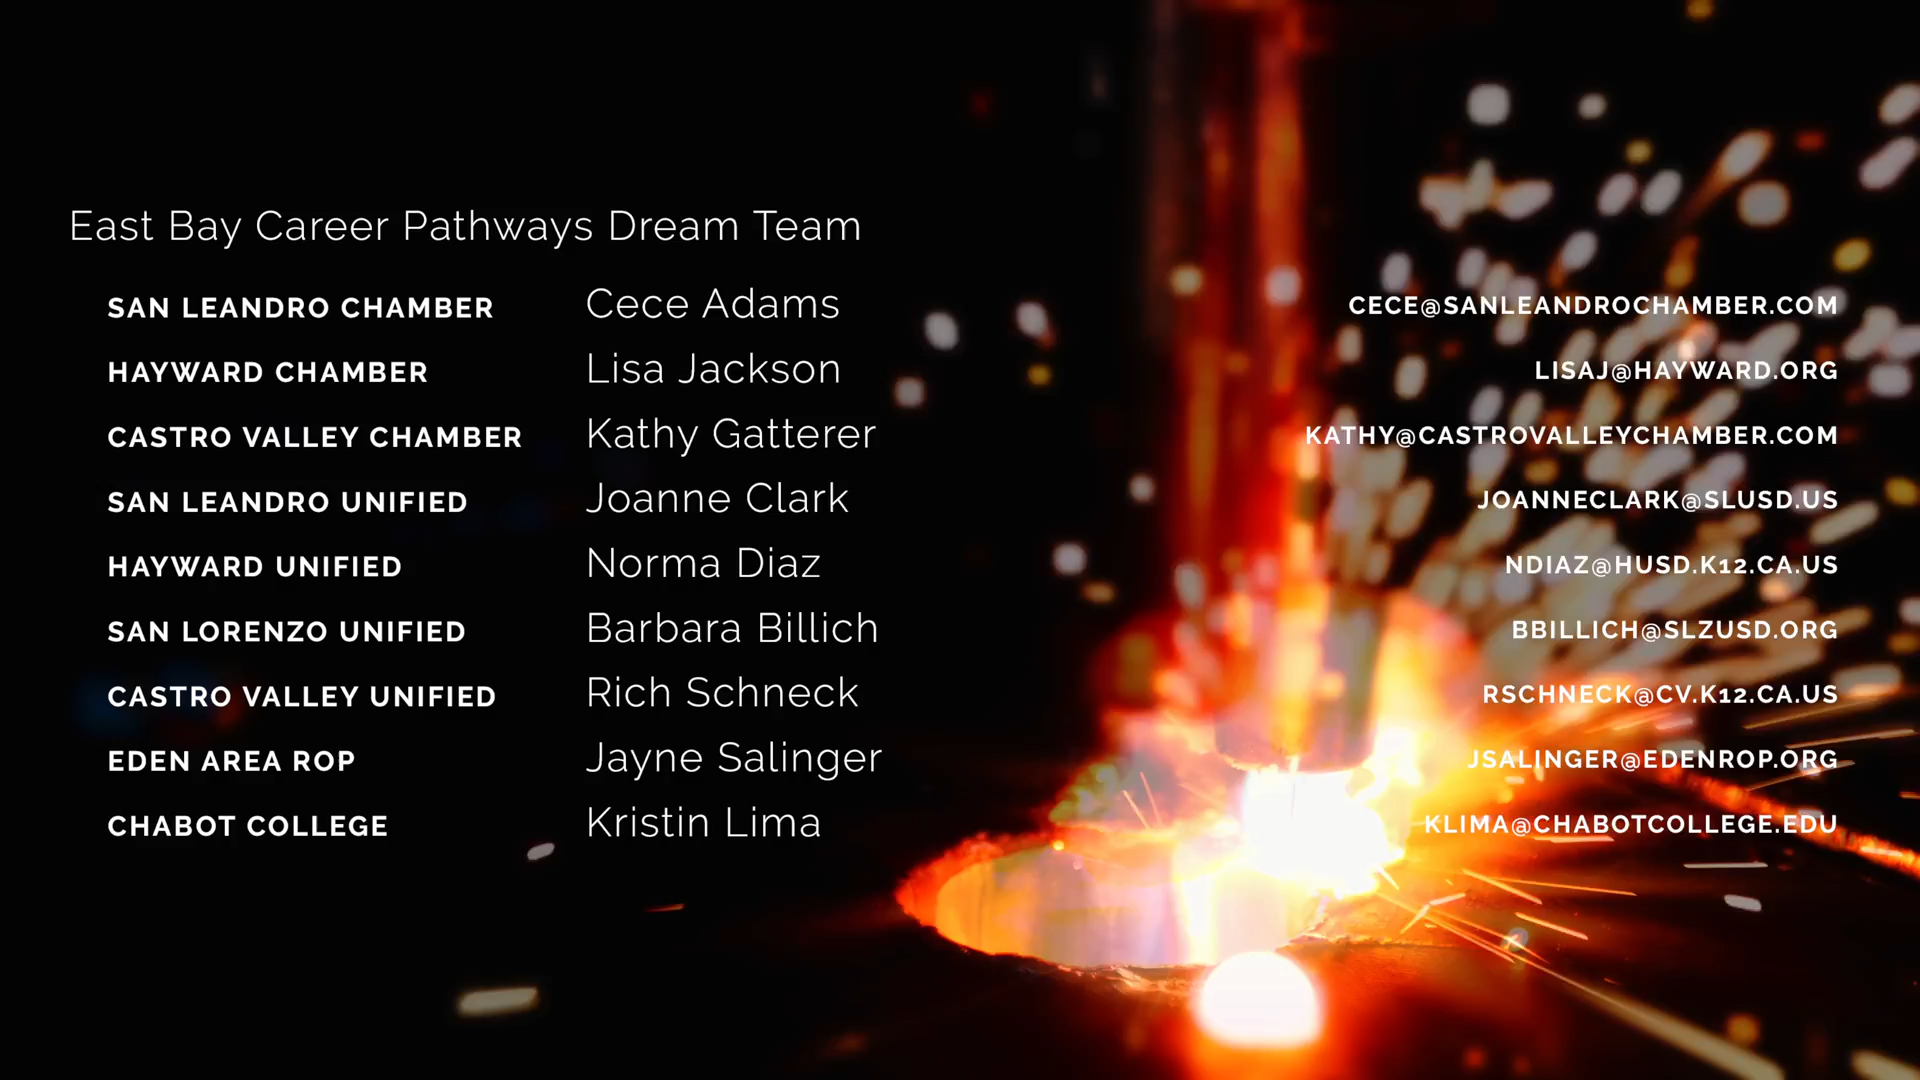 East Bay Career Pathways Dream Team
SAN LEANDRO CHAMBER Cece Adams CECE@SANLEANDROCHAMBER.COM
HAYWARD CHAMBER Lisa Jackson LISAJ@HAYWARD.ORG
CASTRO VALLEY CHAMBER Kathy Gatterer KATHY@CASTROVALLEYCHAMBER.COM
SAN LEANDRO UNIFIED Joanne Clark JOANNECLARK@SLUSD.US
HAYWARD UNIFIED Norma Diaz NDIAZ@HUSD.K12.CA.US
SAN LORENZO UNIFIED Barbara Billich BBILLICH@SLZUSD.ORG
CASTRO VALLEY UNIFIED Rich Schneck RSCHNECK@CV.K12.CA.US
EDEN AREA ROP Jayne Salinger JSALINGER@EDENROP.ORG
CHABOT COLLEGE Kristin Lima KLIMA@CHABOTCOLLEGE.EDU